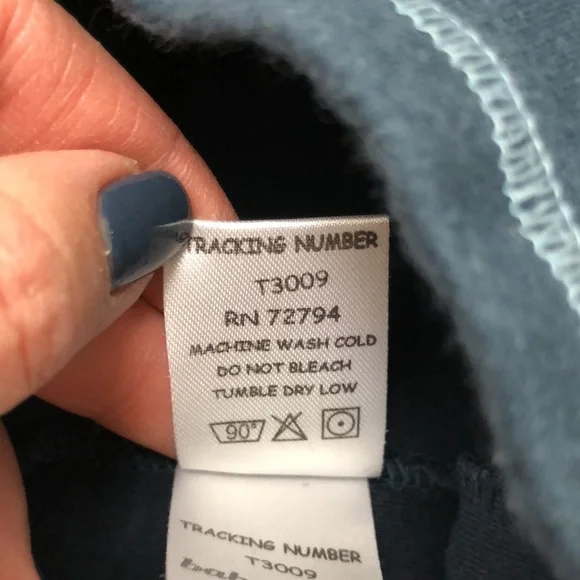 TRACKING NUMBER
T3009
RN 72794
MACHINE WASH COLD
DO NOT BLEACH
TUMBLE DRY LOW
90°
TRACKING NUMBER
T3009